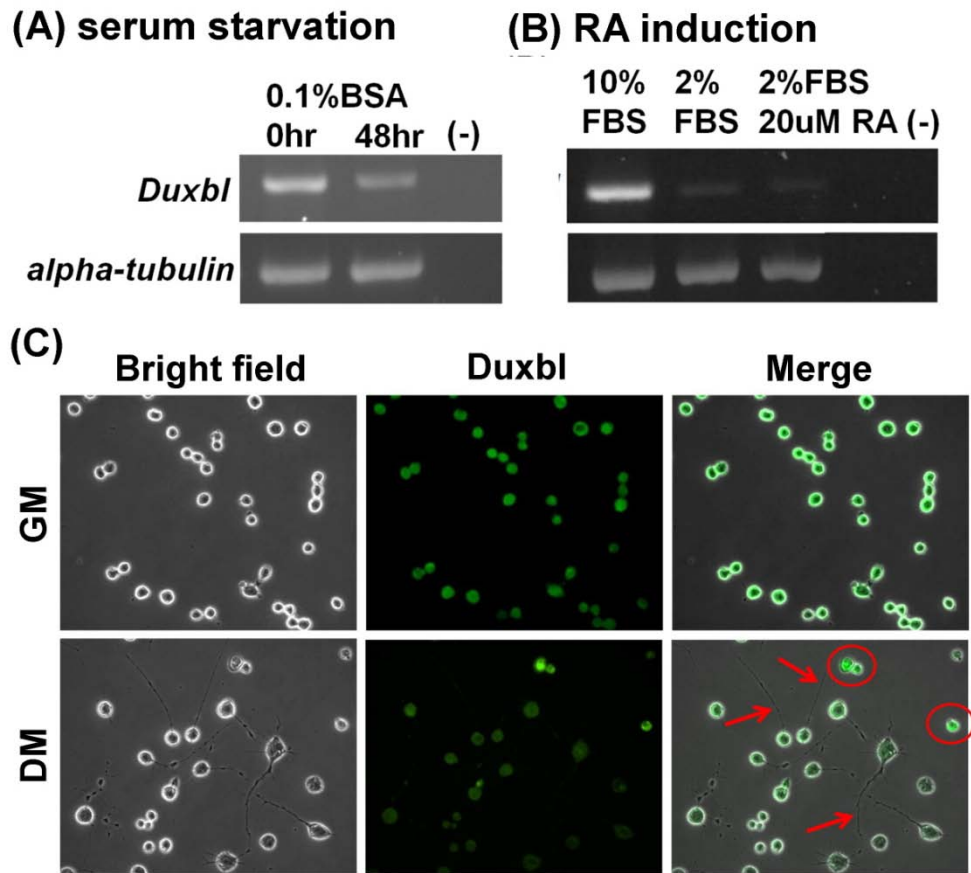 (A) serum starvation
0.1%BSA
0hr 48hr (-)
Duxbl
alpha-tubulin
(B) RA induction
10% 2% 2%FBS
FBS FBS 20uM RA (-)
(C)
Bright field Duxbl Merge
GM
DM